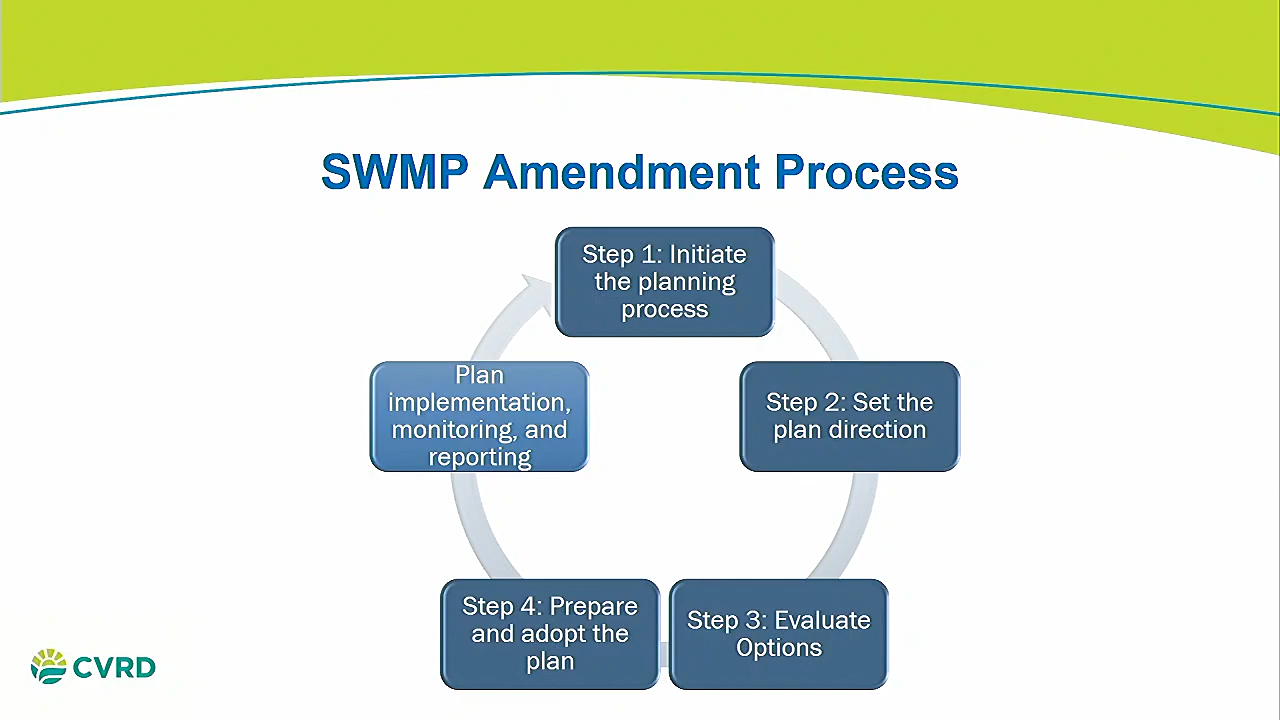 SWMP Amendment Process
Step 1: Initiate
the planning
process
Step 2: Set the
plan direction
Step 3: Evaluate
Options
Step 4: Prepare
and adopt the
plan
Plan
implementation,
monitoring, and
reporting
CVRD